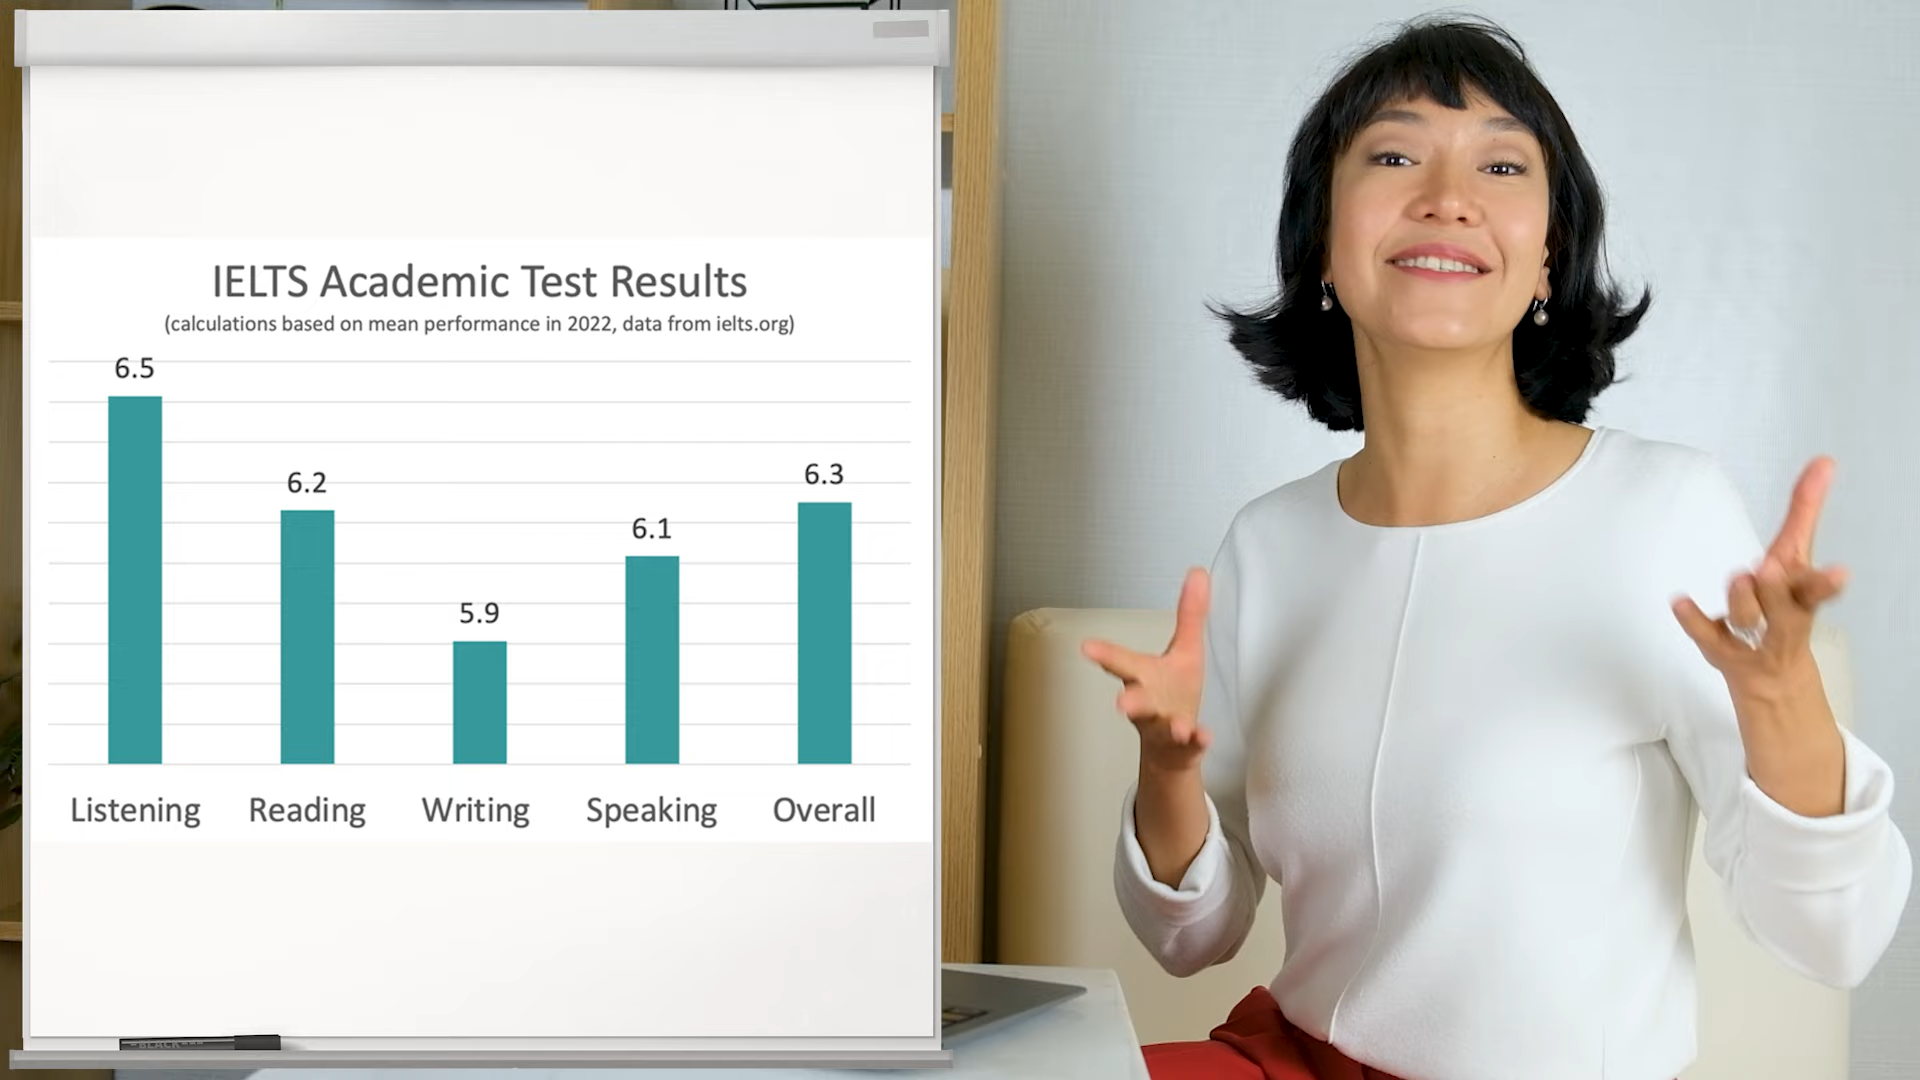 IELTS Academic Test Results
(calculations based on mean performance in 2022, data from ielts.org)
6.5
6.2
5.9
6.1
6.3
Listening Reading Writing Speaking Overall
BLACK